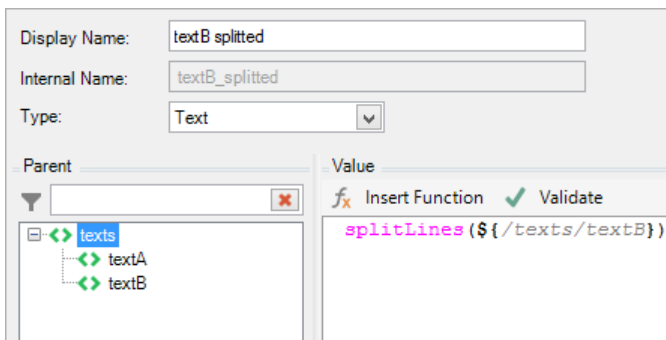 Display Name: textB splitted
Internal Name: textB_splitted
Type: Text
Parent Value
fx Insert Function Validate
texts splitLines(${/texts/textB})
textA
textB